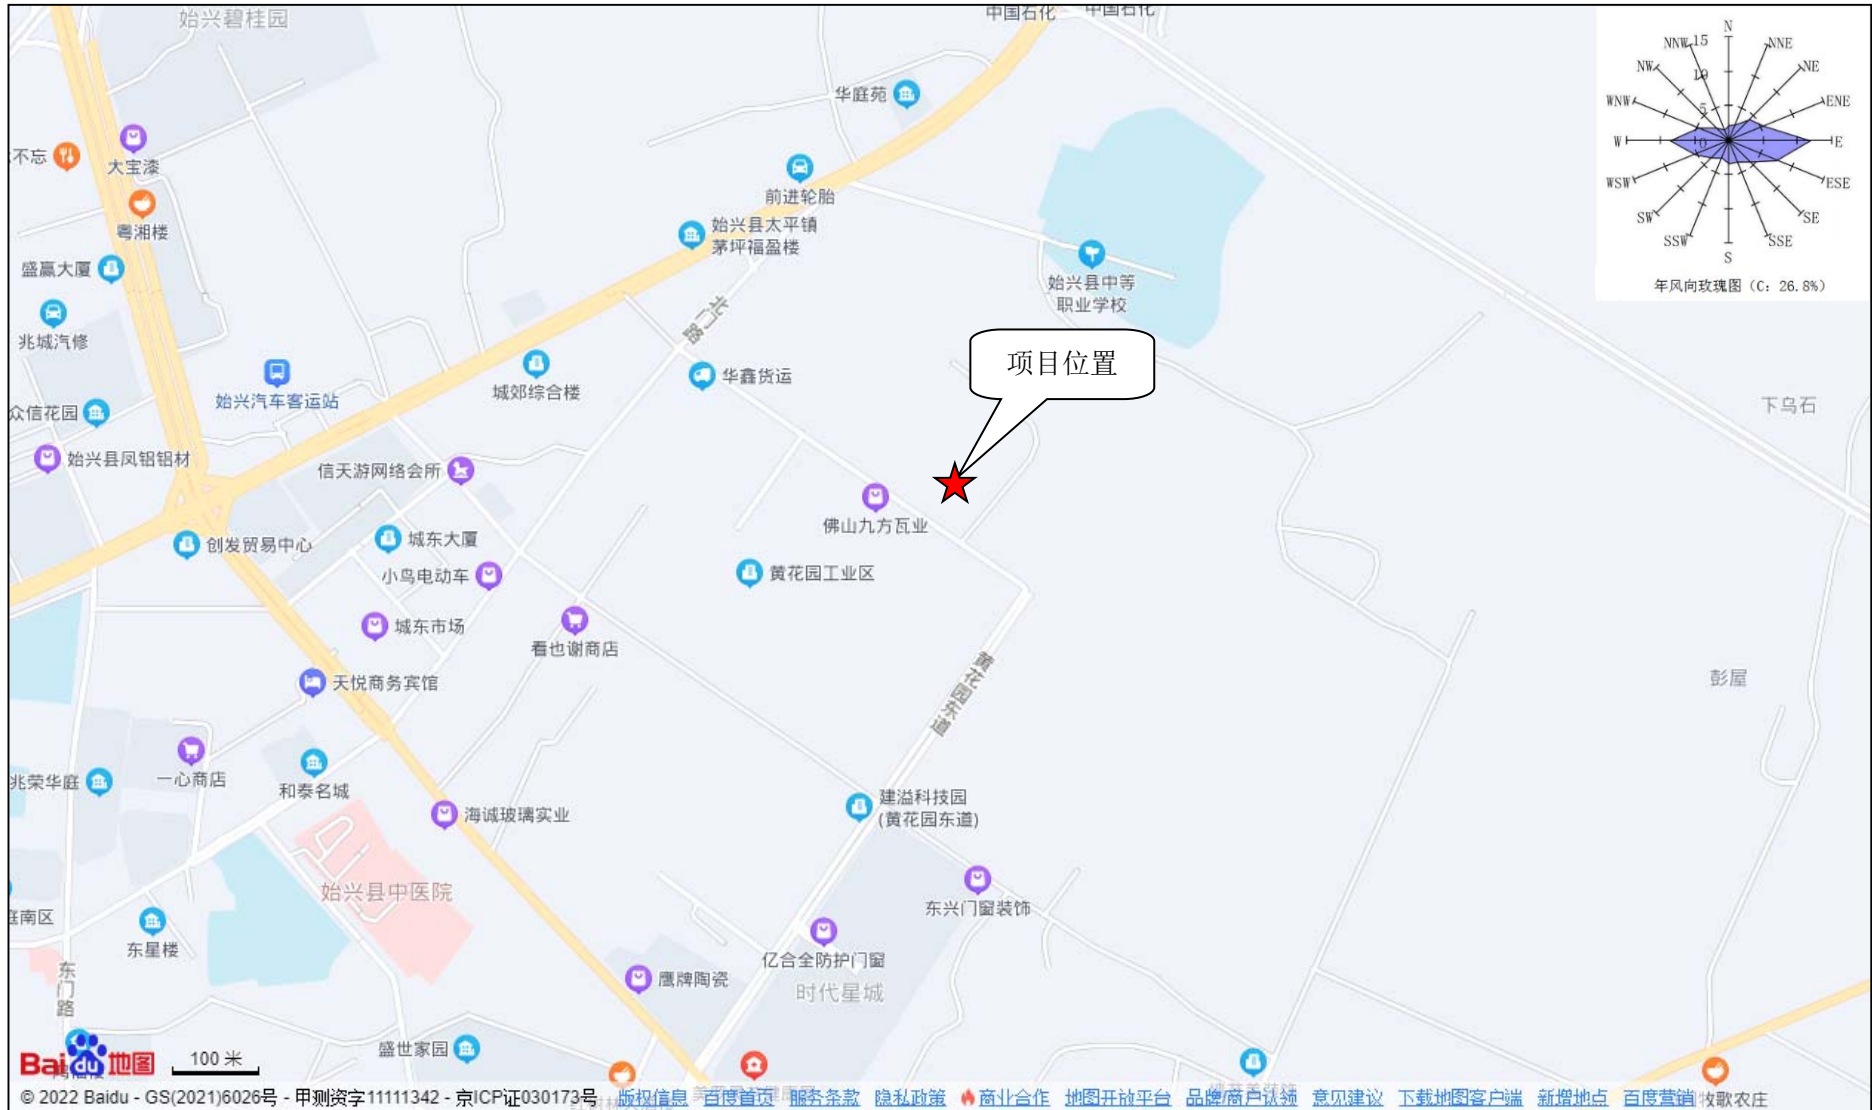 始兴碧桂园
中国石化
中国石化
华庭苑
不忘
大宝漆
前进轮胎
粤湘楼
始兴县太平镇
茅坪福盈楼
盛赢大厦
始兴县中等
职业学校
北门路
兆城汽修
项目位置
城郊综合楼
华鑫货运
始兴汽车客运站
众信花园
下乌石
始兴县凤铝铝材
信天游网络会所
佛山九方瓦业
创发贸易中心
城东大厦
小鸟电动车
黄花园工业区
城东市场
看也谢商店
黄花园东道
天悦商务宾馆
彭屋
一心商店
兆荣华庭
和泰名城
海诚玻璃实业
建溢科技园
(黄花园东道)
始兴县中医院
东兴门窗装饰
庭南区
东星楼
亿合全防护门窗
东门路
鹰牌陶瓷
时代星城
盛世家园
N
NNE
NE
ENE
E
ESE
SE
SSE
S
SSW
SW
WSW
W
WNW
NW
NNW
15
10
5
0
年风向玫瑰图（C: 26.8%）
Bai du 地图
100 米
© 2022 Baidu - GS(2021)6026号 - 甲测资字11111342 - 京ICP证030173号 版权信息 百度首页 服务条款 隐私政策 商业合作 地图开放平台 品牌/商户认领 意见建议 下载地图客户端 新增地点 百度营销 牧歌农庄